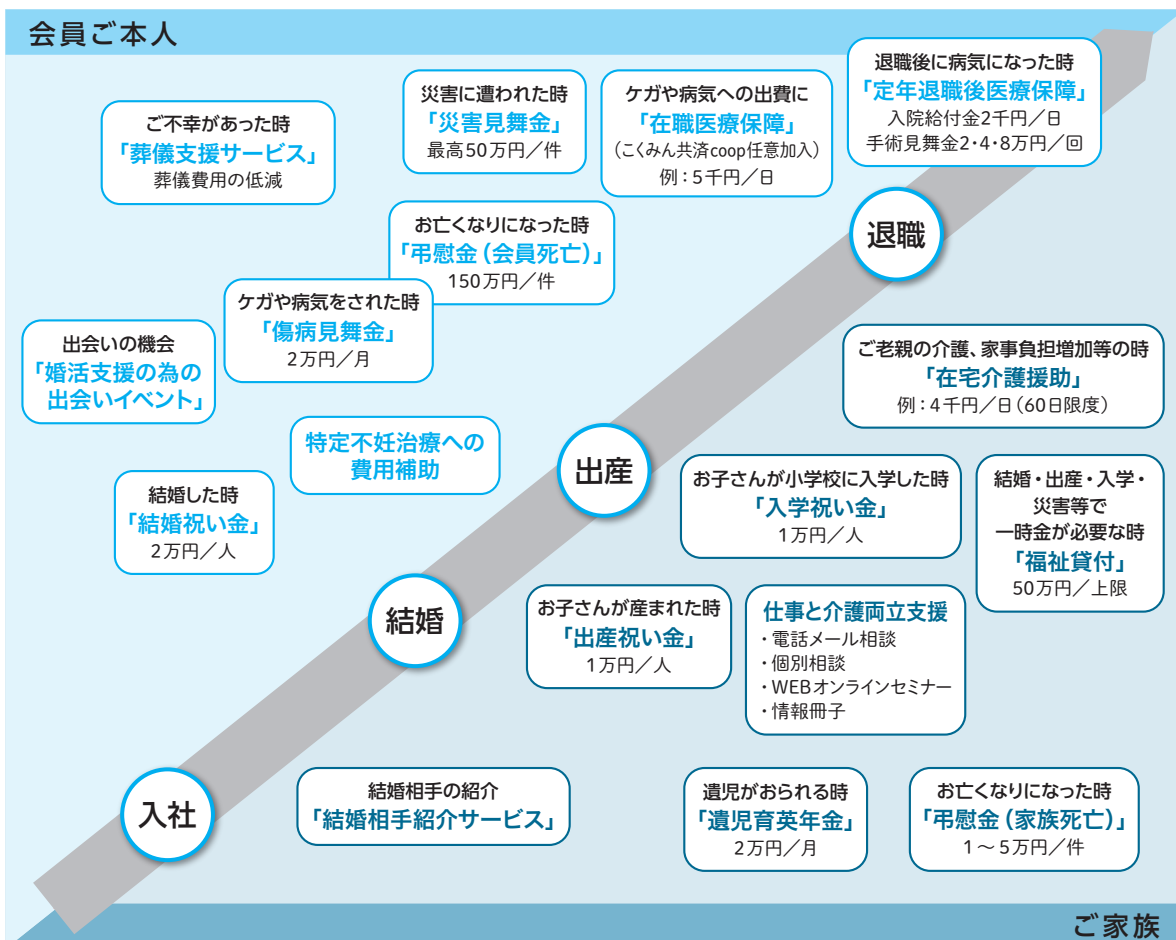 会員ご本人
退職後に病気になった時
「定年退職後医療保障」
入院給付金2千円／日
手術見舞金2・4・8万円／回
災害に遭われた時
「災害見舞金」
最高50万円／件
ケガや病気への出費に
「在職医療保障」
（こくみん共済coop任意加入）
例：5千円／日
ご不幸があった時
「葬儀支援サービス」
葬儀費用の低減
お亡くなりになった時
「弔慰金（会員死亡）」
150万円／件
退職
ケガや病気をされた時
「傷病見舞金」
2万円／月
出会いの機会
「婚活支援の為の
出会いイベント」
ご老親の介護、家事負担増加等の時
「在宅介護援助」
例：4千円／日（60日限度）
特定不妊治療への
費用補助
出産
お子さんが小学校に入学した時
「入学祝い金」
1万円／人
結婚・出産・入学・
災害等で
一時金が必要な時
「福祉貸付」
50万円／上限
結婚した時
「結婚祝い金」
2万円／人
結婚
お子さんが産まれた時
「出産祝い金」
1万円／人
仕事と介護両立支援
・電話メール相談
・個別相談
・WEBオンラインセミナー
・情報冊子
入社
結婚相手の紹介
「結婚相手紹介サービス」
遺児がおられる時
「遺児育英年金」
2万円／月
お亡くなりになった時
「弔慰金（家族死亡）」
1～5万円／件
ご家族